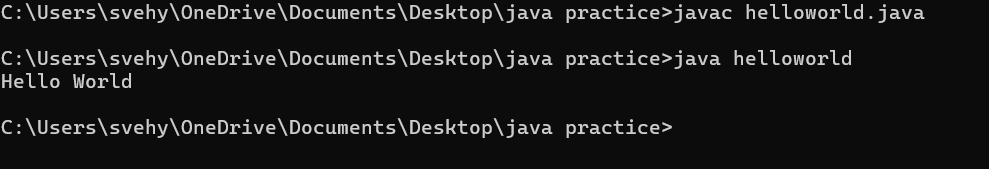 C:\Users\svehy\OneDrive\Documents\Desktop\java practice>javac helloworld.java
C:\Users\svehy\OneDrive\Documents\Desktop\java practice>java helloworld
Hello World
C:\Users\svehy\OneDrive\Documents\Desktop\java practice>